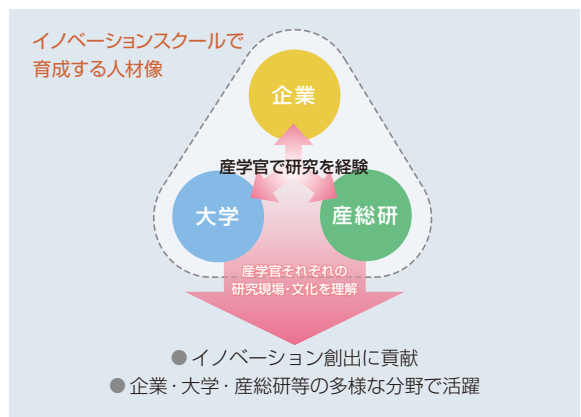 イノベーションスクールで
育成する人材像
企業
産学官で研究を経験
大学
産総研
産学官それぞれの
研究現場・文化を理解
●イノベーション創出に貢献
●企業・大学・産総研等の多様な分野で活躍